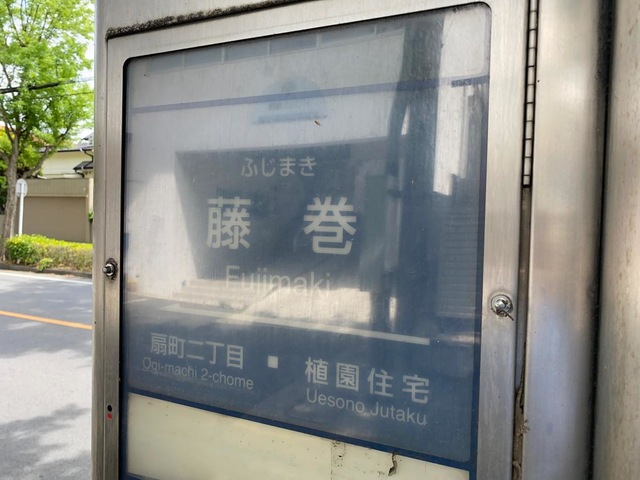 ふじまき
藤巻
Fujimaki
扇町二丁目 ■ 植園住宅
Ogi-machi 2-chome Uesono Jutaku